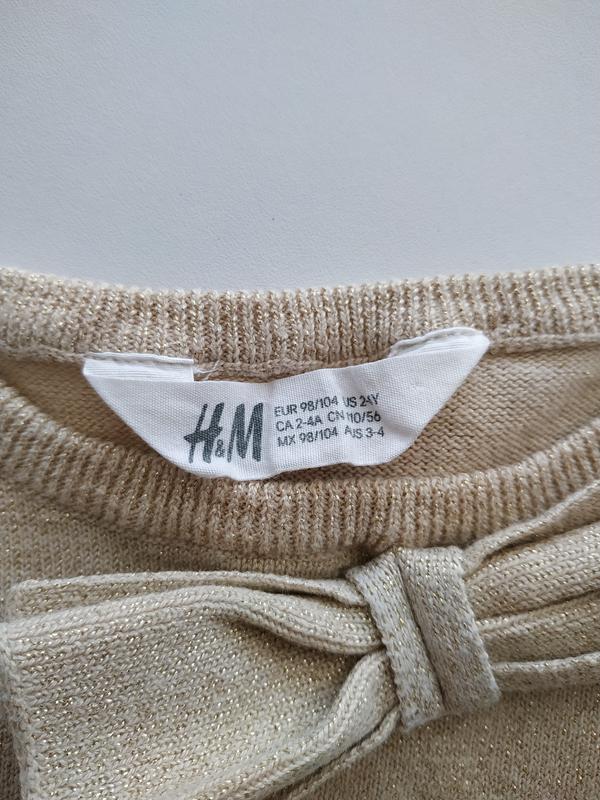 H&M
EUR 98/104 US 2-4Y
CA 2-4A CN 110/56
MX 98/104 AUS 3-4